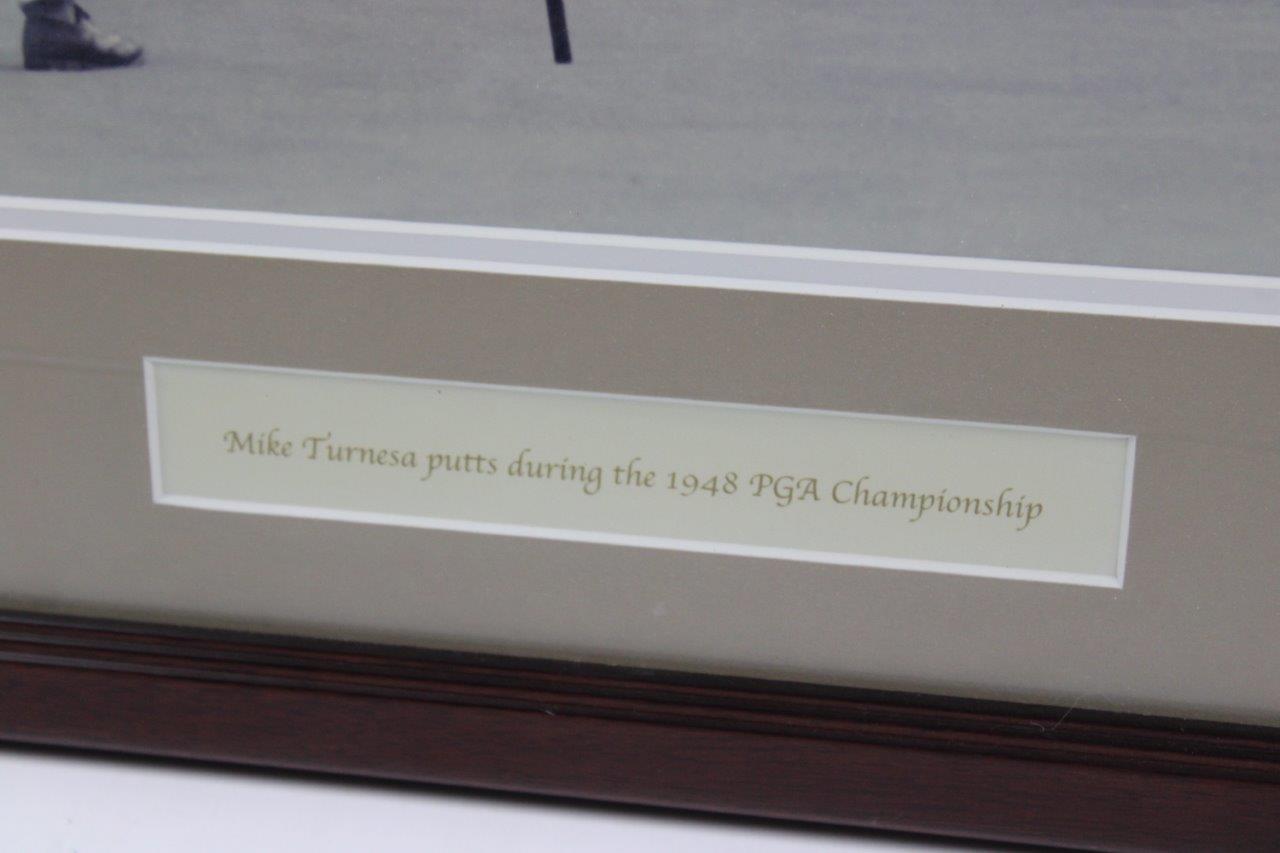 Mike Turnesa putts during the 1948 PGA Championship